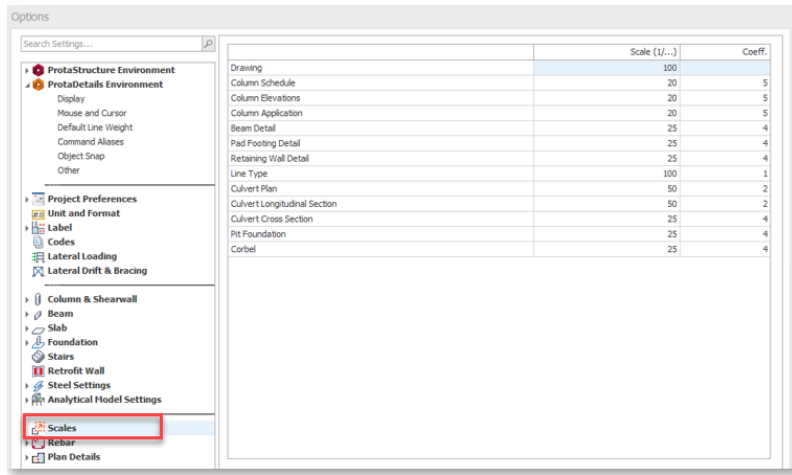 Options
Search Settings...
ProtaStructure Environment
ProtaDetails Environment
Display
Mouse and Cursor
Default Line Weight
Command Aliases
Object Snap
Other
Project Preferences
Unit and Format
Label
Codes
Lateral Loading
Lateral Drift & Bracing
Column & Shearwall
Beam
Slab
Foundation
Stairs
Retrofit Wall
Steel Settings
Analytical Model Settings
Scales
Rebar
Plan Details
Scale (1/...) Coeff.
Drawing 100
Column Schedule 20 5
Column Elevations 20 5
Column Application 20 5
Beam Detail 25 4
Pad Footing Detail 25 4
Retaining Wall Detail 25 4
Line Type 100 1
Culvert Plan 50 2
Culvert Longitudinal Section 50 2
Culvert Cross Section 25 4
Pit Foundation 25 4
Corbel 25 4